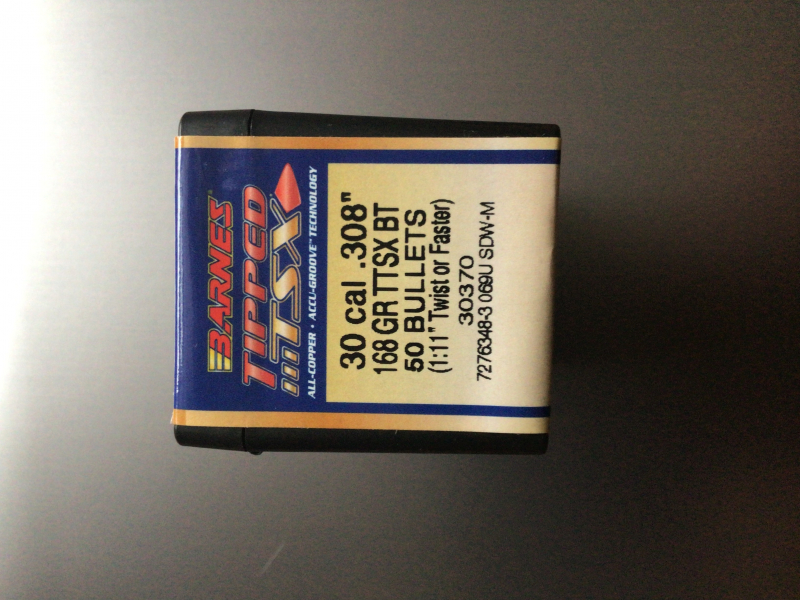 BARNES
TIPPED
TSX
ALL-COPPER • ACCU-GROOVE™ TECHNOLOGY
30 cal .308"
168 GR TTSX BT
50 BULLETS
(1:11" Twist or Faster)
30370
7276348-3 069U SDW-M